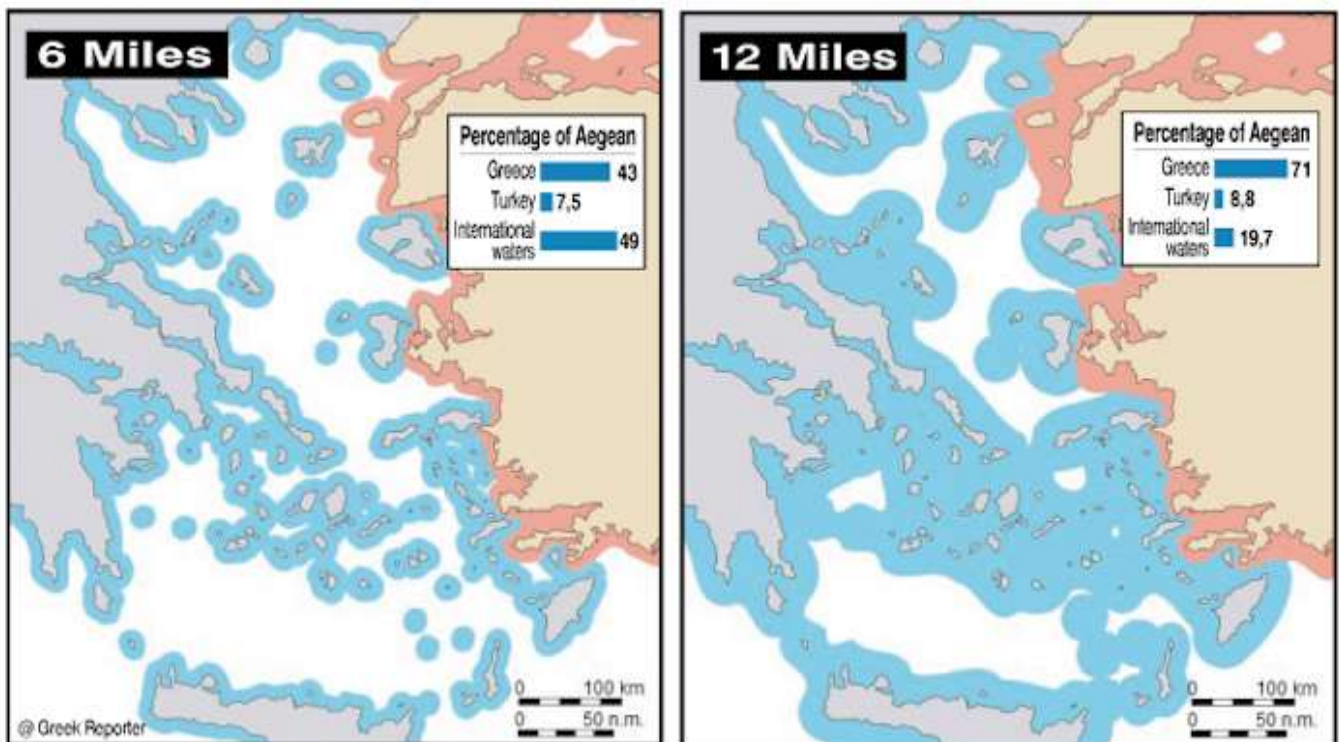 6 Miles
Percentage of Aegean
Greece 43
Turkey 7,5
International
waters 49
0 100 km
0 50 n.m.
@ Greek Reporter
12 Miles
Percentage of Aegean
Greece 71
Turkey 8,8
International
waters 19,7
0 100 km
0 50 n.m.